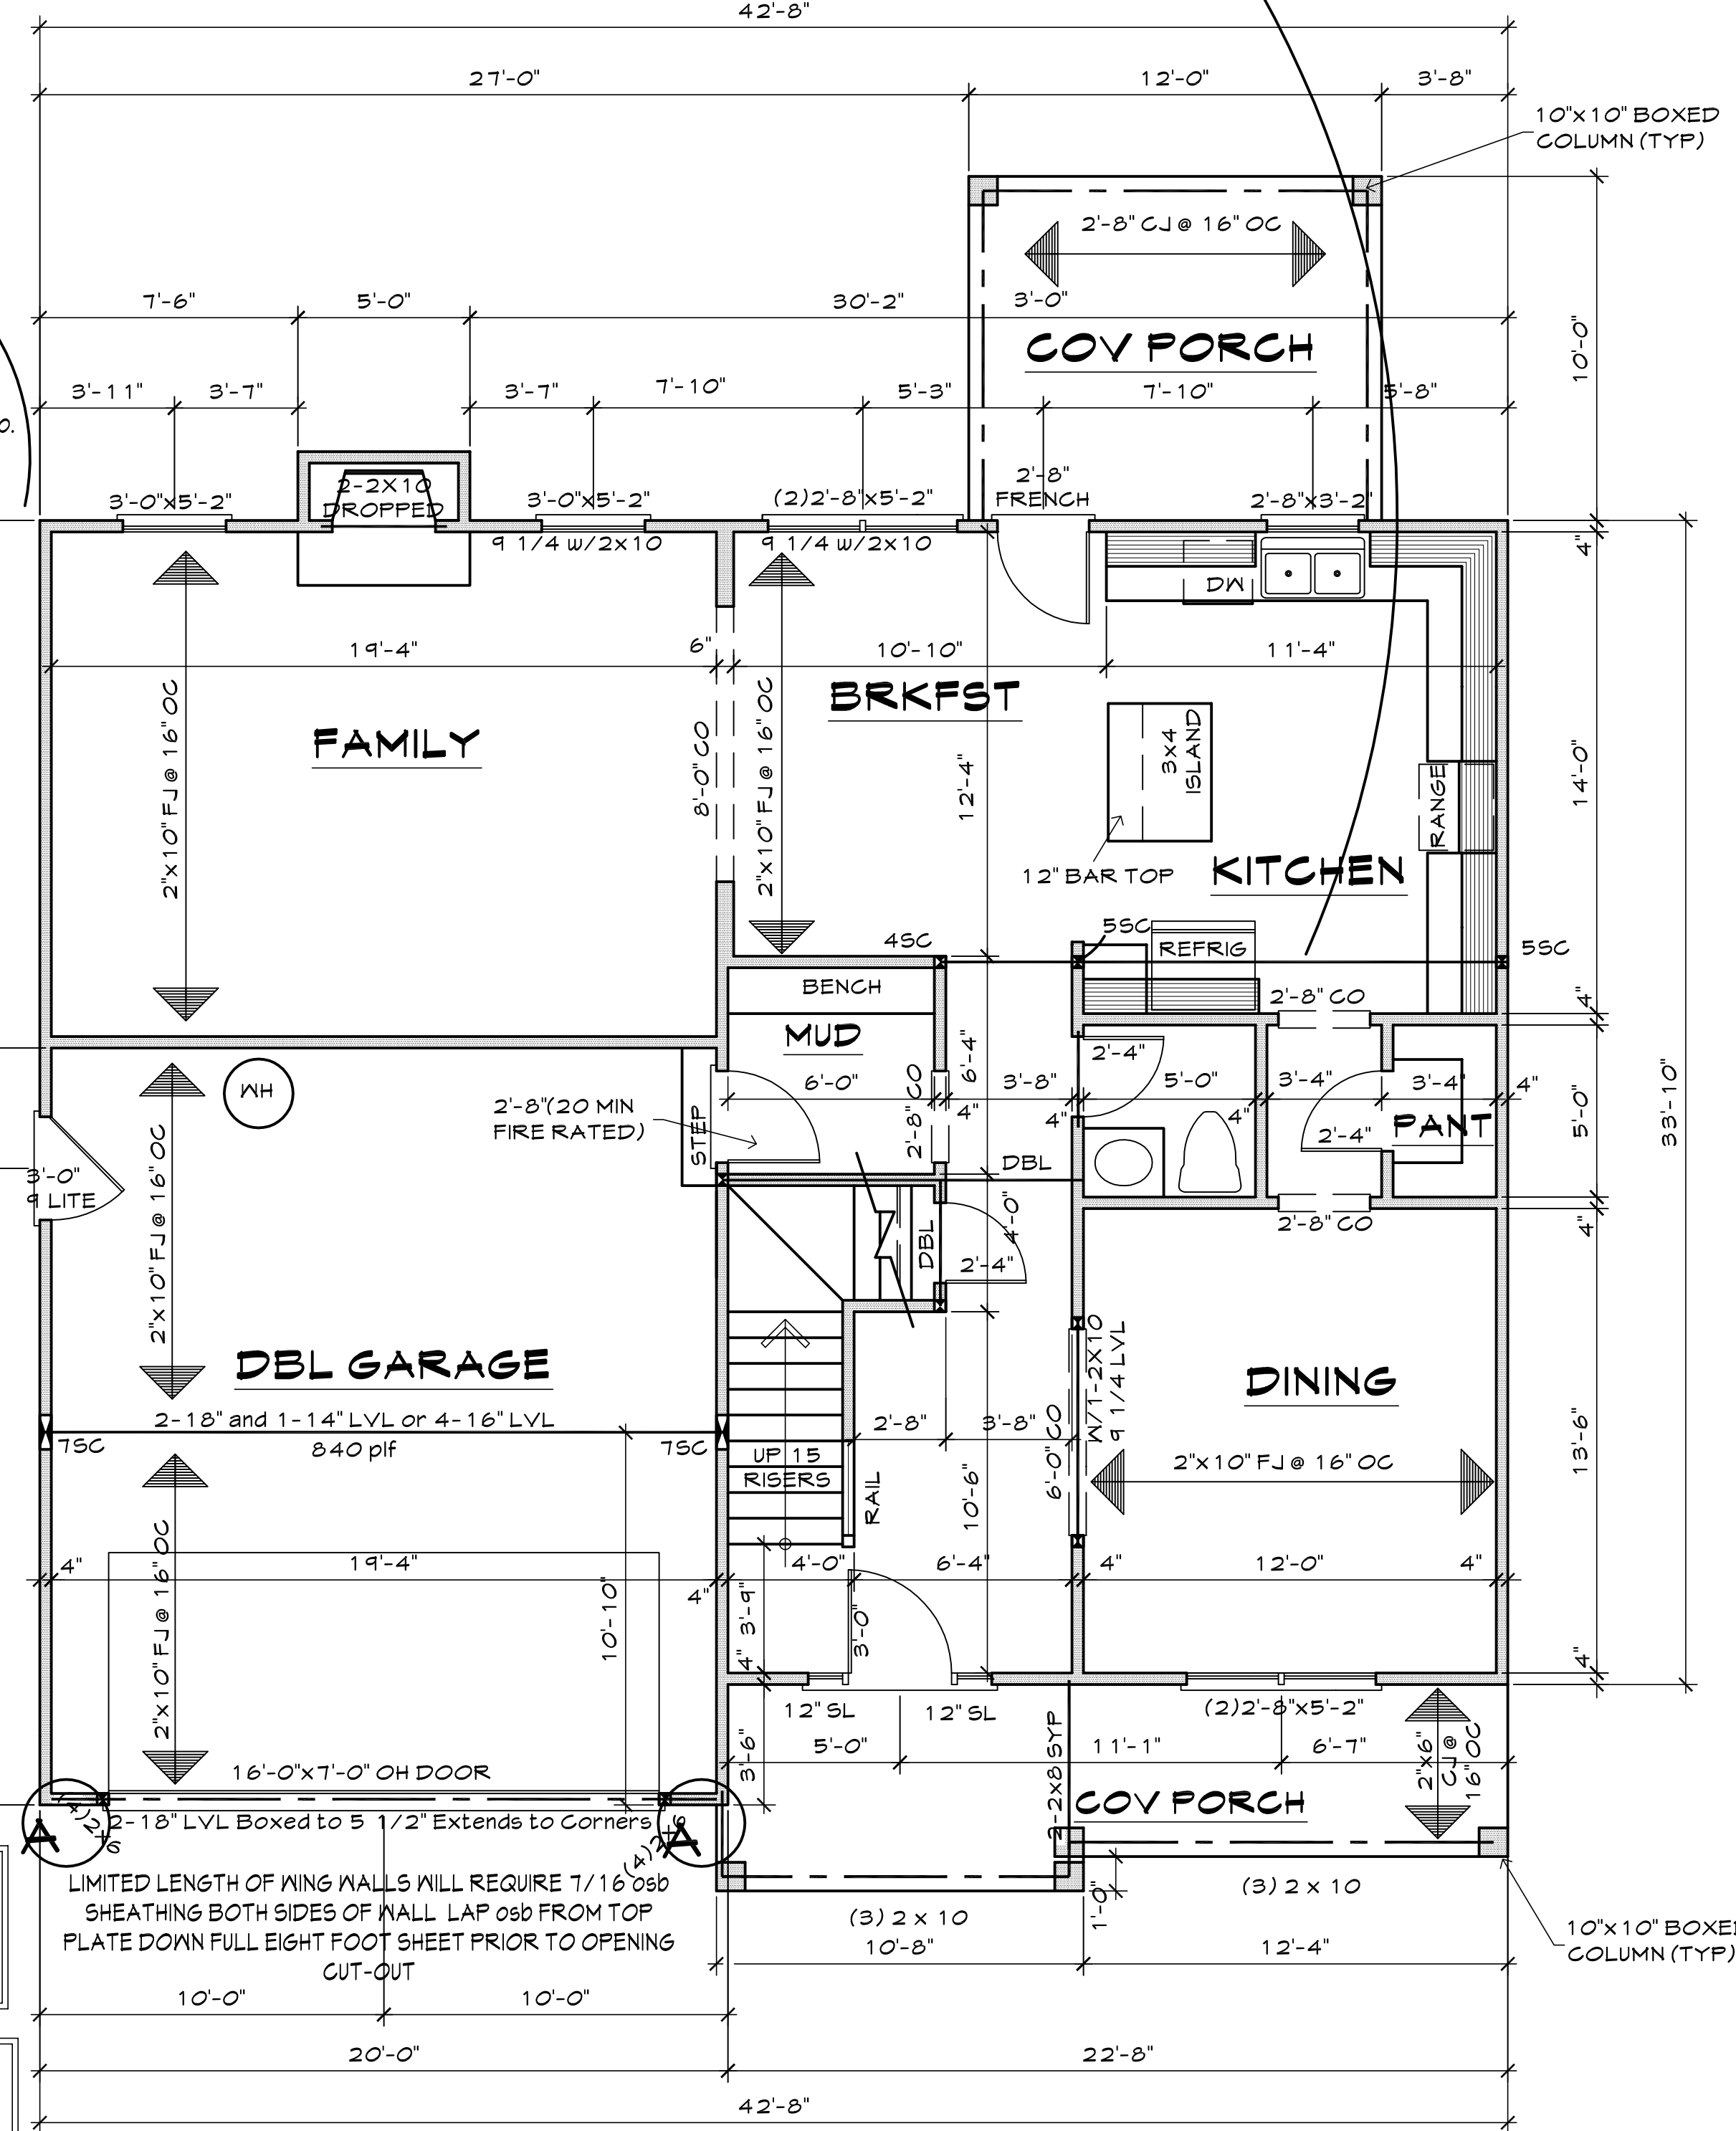 42'-8"
27'-0"
12'-0"
3'-8"
10"x10" BOXED
COLUMN (TYP)
2'-8" CJ @ 16" OC
7'-6"
5'-0"
30'-2"
3'-0"
COV PORCH
10'-0"
3'-11"
3'-7"
3'-7"
7'-10"
5'-3"
7'-10"
5'-8"
3'-0"x5'-2"
2-2X10
DROPPED
3'-0"x5'-2"
(2)2'-8"x5'-2"
2'-8"
FRENCH
2'-8"x3'-2"
9 1/4 W/2x10
9 1/4 W/2x10
4"
DW
19'-4"
6"
10'-10"
11'-4"
BRKFST
FAMILY
2"x10" FJ @ 16" OC
8'-0" CO
2"x10" FJ @ 16" OC
12'-4"
3x4
ISLAND
RANGE
14'-0"
12" BAR TOP
KITCHEN
4SC
5SC
REFRIG
5SC
BENCH
2'-8" CO
4"
MUD
6'-0"
2'-8" CO
6'-4"
4"
3'-8"
4"
2'-4"
5'-0"
4"
3'-4"
2'-4"
3'-4"
4"
PANT
5'-0"
33'-10"
WH
2'-8"(20 MIN
FIRE RATED)
STEP
DBL
3'-0"
9 LITE
2"x10" FJ @ 16" OC
DBL
4'-0"
2'-4"
2'-8" CO
4"
DBL GARAGE
2-18" and 1-14" LVL or 4-16" LVL
7SC
840 plf
7SC
UP 15
RISERS
RAIL
2'-8"
3'-8"
10'-6"
6'-0" CO
W/1-2X10
9 1/4 LVL
DINING
2"x10" FJ @ 16" OC
13'-6"
4"
19'-4"
4"
4'-0"
6'-4"
4"
12'-0"
4"
2"x10" FJ @ 16" OC
10'-10"
3'-9"
4"
3'-0"
4"
12" SL
12" SL
(2)2'-8"x5'-2"
3'-6"
5'-0"
2-2x8 SYP
11'-1"
6'-7"
2"x6"
CJ @
16" OC
16'-0"x7'-0" OH DOOR
COV PORCH
A
(4)2x6
2-18" LVL Boxed to 5 1/2" Extends to Corners
(4)2x6
A
LIMITED LENGTH OF WING WALLS WILL REQUIRE 7/16 osb
SHEATHING BOTH SIDES OF WALL LAP osb FROM TOP
PLATE DOWN FULL EIGHT FOOT SHEET PRIOR TO OPENING
CUT-OUT
(3) 2 x 10
1'-0"
(3) 2 x 10
10'-8"
12'-4"
10"x10" BOXED
COLUMN (TYP)
10'-0"
10'-0"
20'-0"
22'-8"
42'-8"